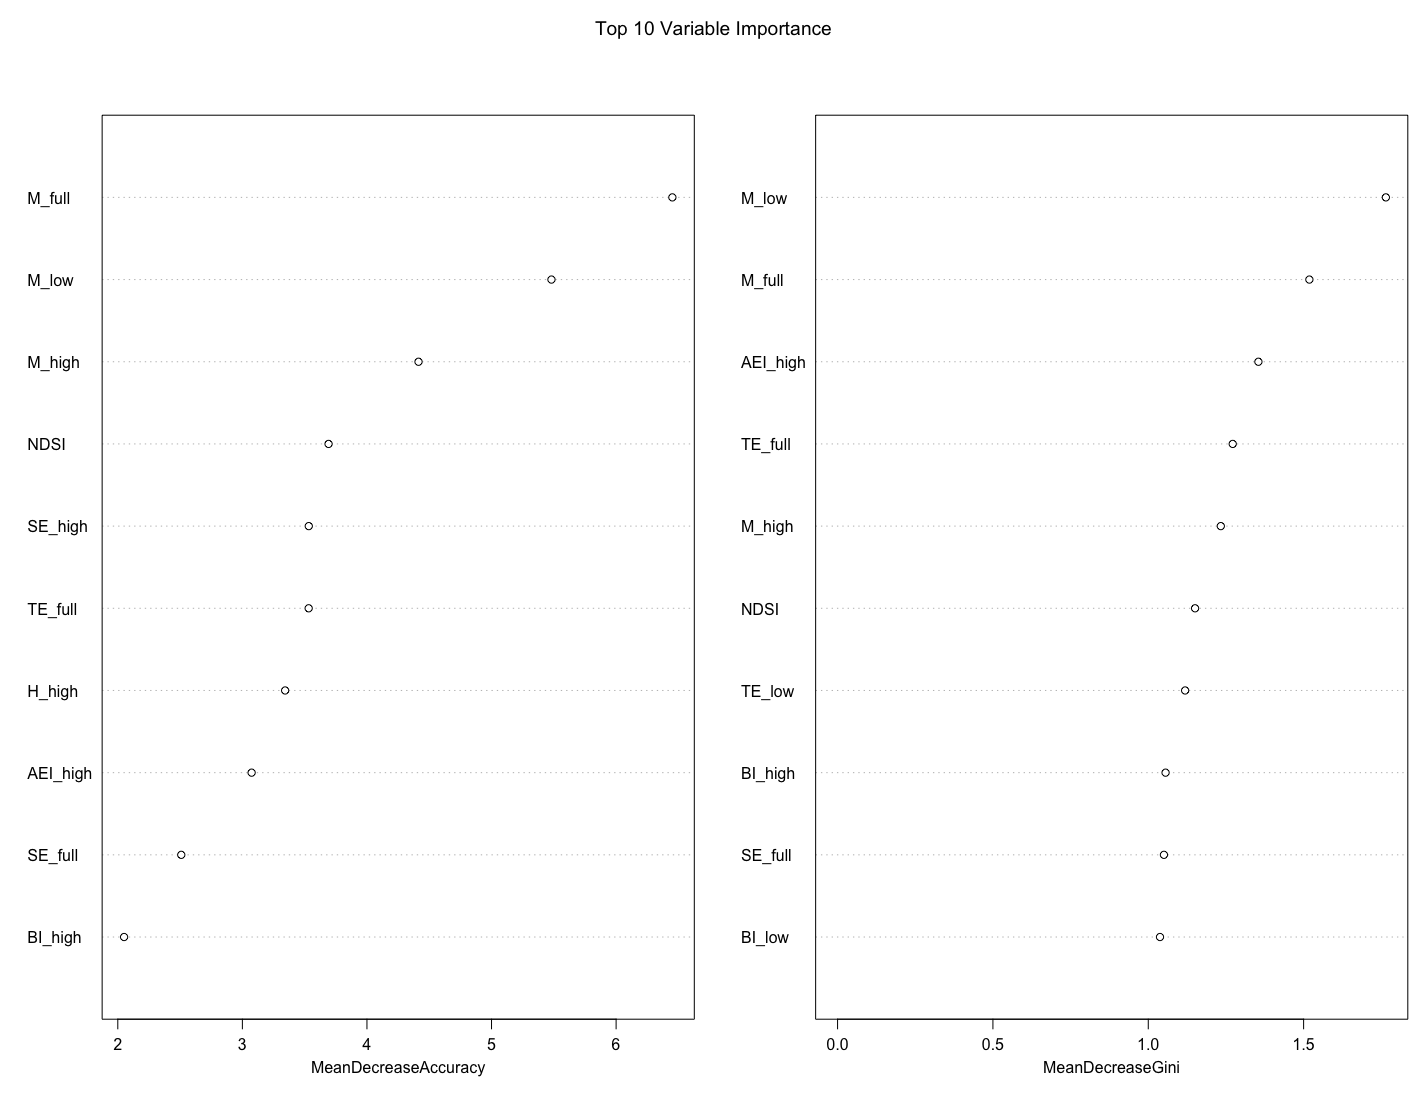 Top 10 Variable Importance
M_full
M_low
M_high
NDSI
SE_high
TE_full
H_high
AEI_high
SE_full
BI_high
2 3 4 5 6
MeanDecreaseAccuracy
M_low
M_full
AEI_high
TE_full
M_high
NDSI
TE_low
BI_high
SE_full
BI_low
0.0 0.5 1.0 1.5
MeanDecreaseGini